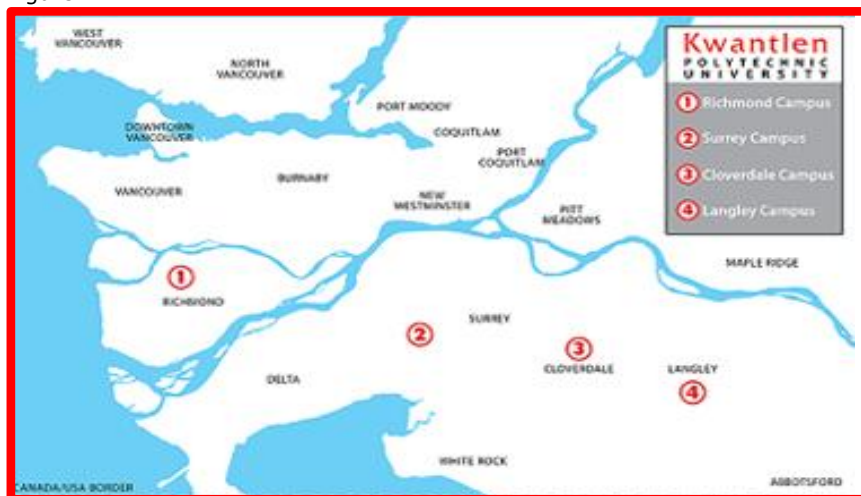 WEST
VANCOUVER
NORTH
VANCOUVER
PORT MOODY
DOWNTOWN
VANCOUVER
COQUITLAM
PORT
COQUITLAM
BURNABY
VANCOUVER
NEW
WESTMINSTER
PITT
MEADOWS
MAPLE RIDGE
1
RICHMOND
SURREY
2
3
CLOVERDALE
LANGLEY
4
DELTA
WHITE ROCK
CANADA/USA BORDER
ABBOTSFORD
Kwantlen
POLYTECHNIC
UNIVERSITY
1 Richmond Campus
2 Surrey Campus
3 Cloverdale Campus
4 Langley Campus